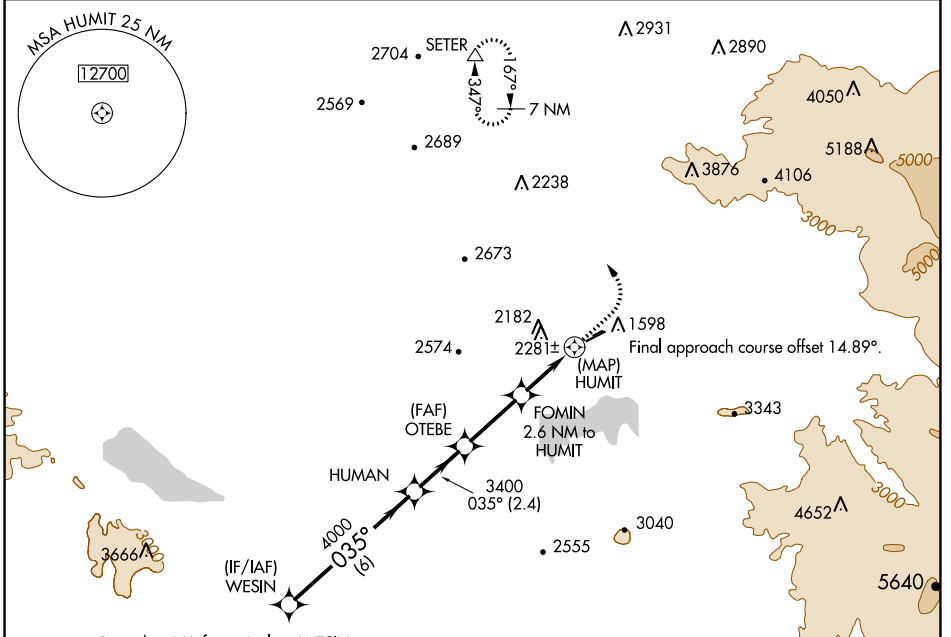 MSA HUMIT 25 NM
12700
2704
SETER
167°
347°
7 NM
2931
2890
2569
2689
4050
5188
5000
3876
4106
3000
5000
2238
2673
2182
2281±
1598
Final approach course offset 14.89°.
2574
(MAP)
HUMIT
(FAF)
OTEBE
FOMIN
2.6 NM to
HUMIT
3343
HUMAN
3400
035° (2.4)
4000
035°
(6)
3040
2555
3000
4652
3000
3666
(IF/IAF)
WESIN
5640